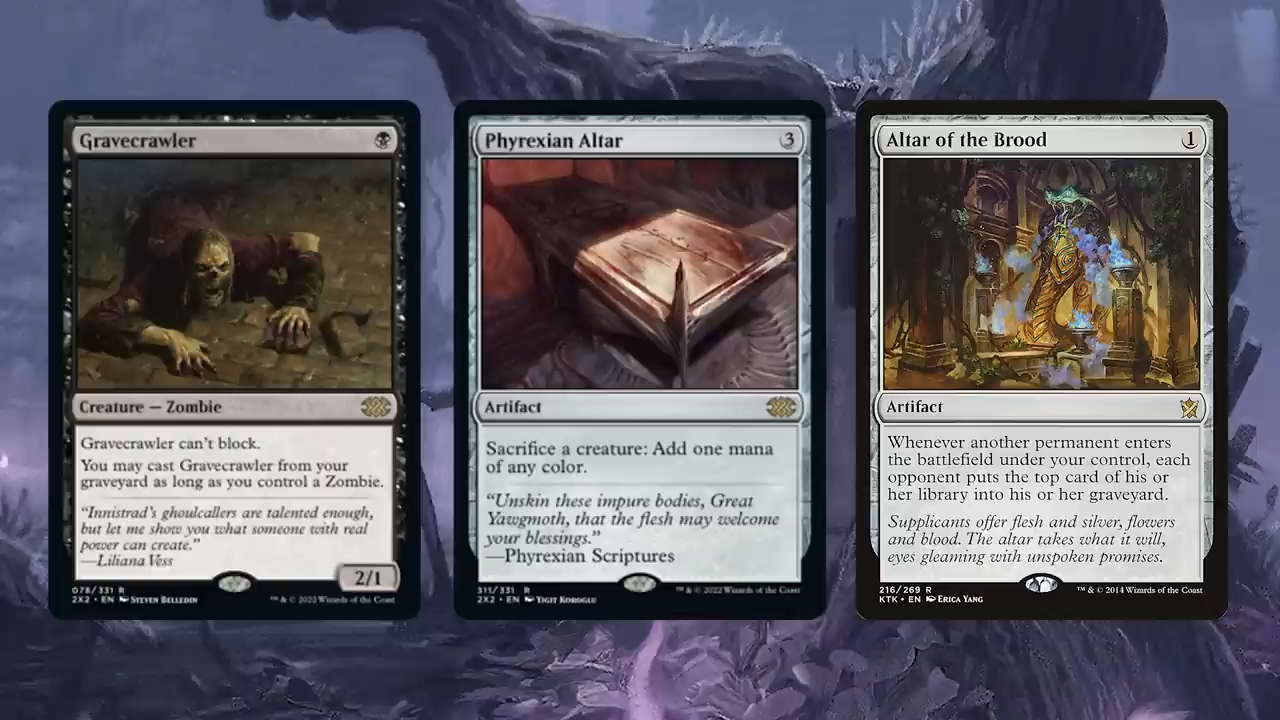 Gravecrawler
Creature — Zombie
Gravecrawler can't block.
You may cast Gravecrawler from your
graveyard as long as you control a Zombie.
"Innistrad's ghoulcallers are talented enough,
but let me show you what someone with real
power can create."
—Liliana Vess
2/1
078/331 R
2X2 • EN STEVEN BELLEDIN
™ & © 2022 Wizards of the Coast
Phyrexian Altar
3
Artifact
Sacrifice a creature: Add one mana
of any color.
"Unskin these impure bodies, Great
Yawgmoth, that the flesh may welcome
your blessings."
—Phyrexian Scriptures
311/331 R
2X2 • EN YIGIT KOROGLU
™ & © 2022 Wizards of the Coast
Altar of the Brood
1
Artifact
Whenever another permanent enters
the battlefield under your control, each
opponent puts the top card of his or
her library into his or her graveyard.
Supplicants offer flesh and silver, flowers
and blood. The altar takes what it will,
eyes gleaming with unspoken promises.
216/269 R
KTK • EN ERICA YANG
™ & © 2014 Wizards of the Coast